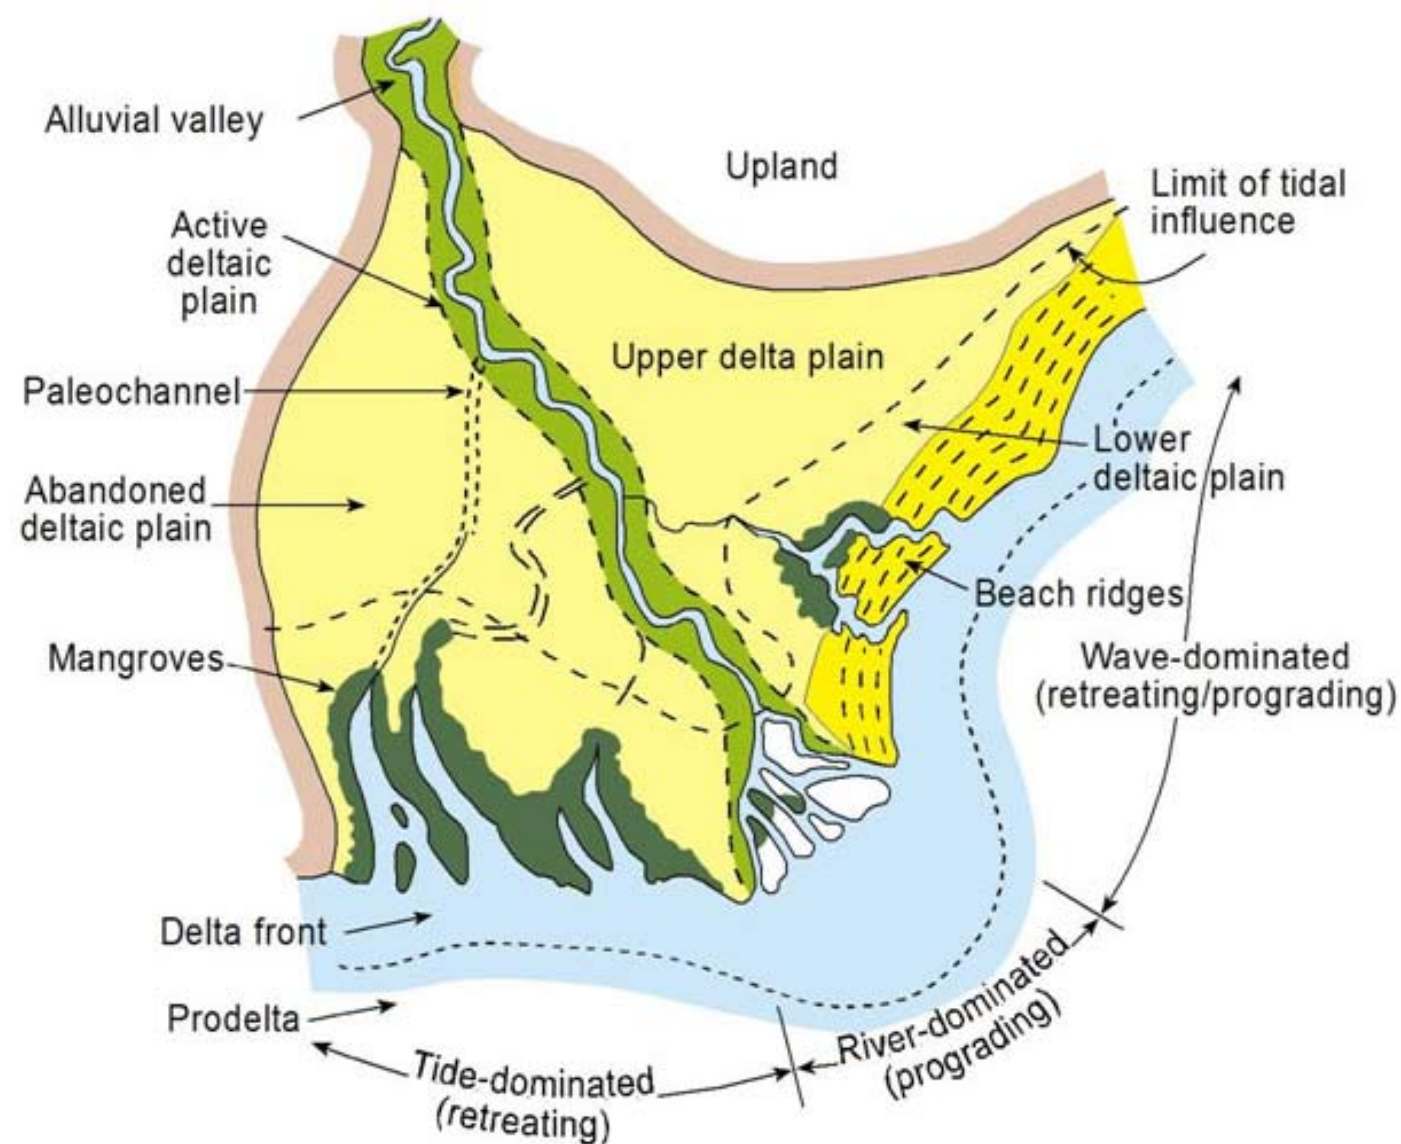 Alluvial valley
Upland
Limit of tidal
influence
Active
deltaic
plain
Upper delta plain
Paleochannel
Lower
deltaic plain
Abandoned
deltaic plain
Beach ridges
Mangroves
Wave-dominated
(retreating/prograding)
Delta front
Prodelta
River-dominated
(prograding)
Tide-dominated
(retreating)